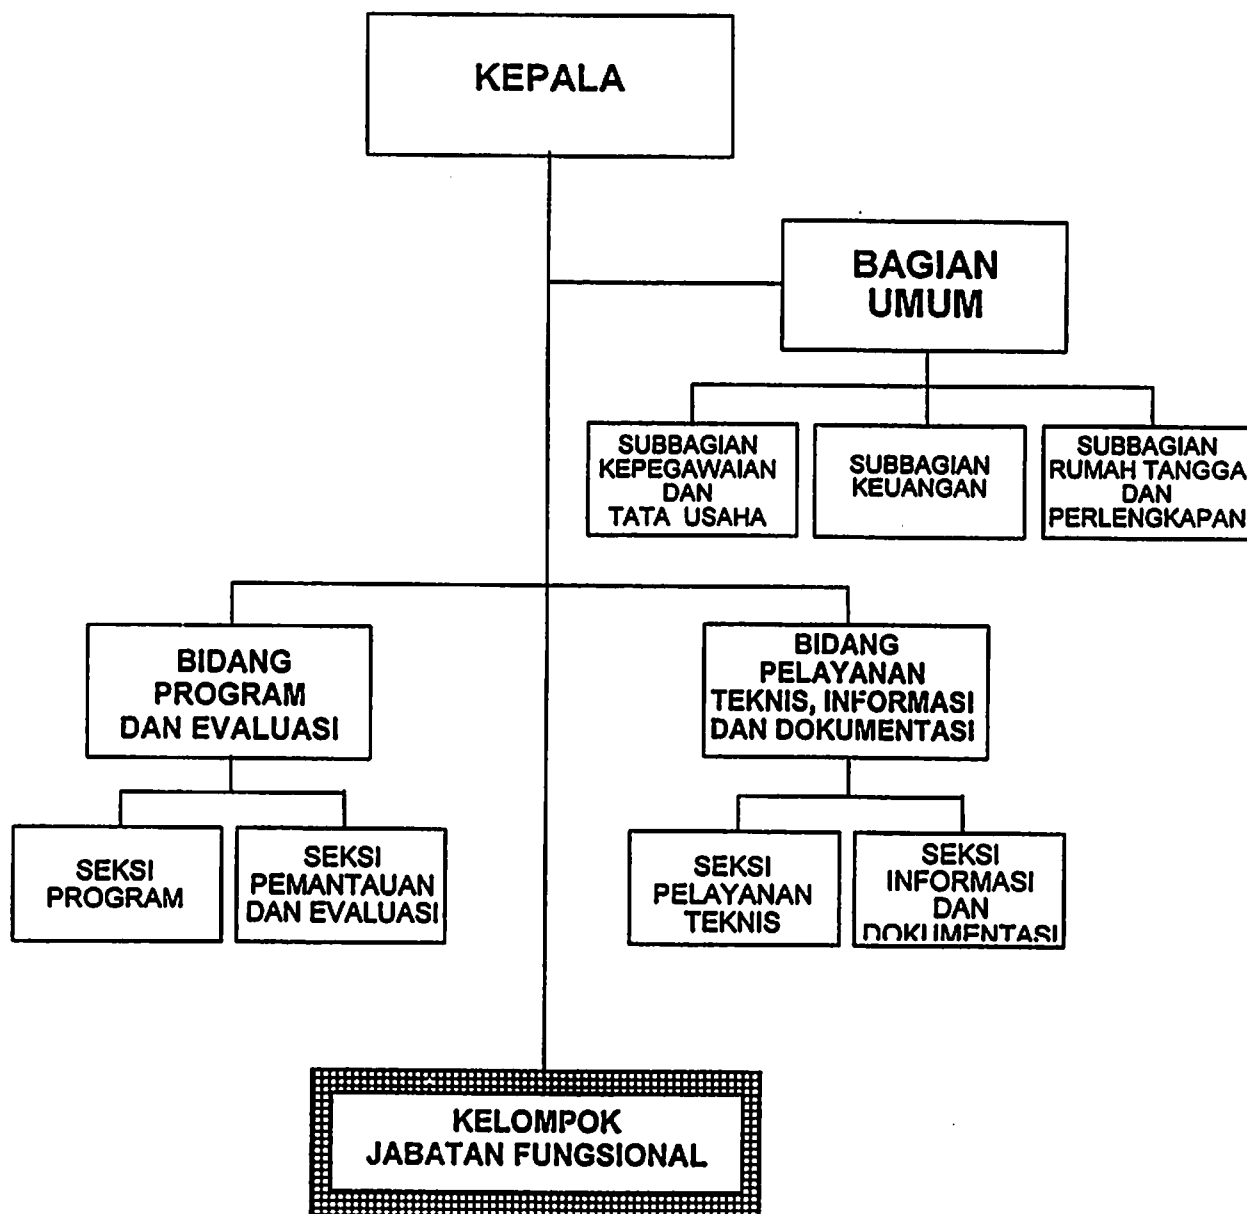 KEPALA
BAGIAN
UMUM
SUBBAGIAN
KEPEGAWAIAN
DAN
TATA USAHA
SUBBAGIAN
KEUANGAN
SUBBAGIAN
RUMAH TANGGA
DAN
PERLENGKAPAN
BIDANG
PROGRAM
DAN EVALUASI
BIDANG
PELAYANAN
TEKNIS, INFORMASI
DAN DOKUMENTASI
SEKSI
PROGRAM
SEKSI
PEMANTAUAN
DAN EVALUASI
SEKSI
PELAYANAN
TEKNIS
SEKSI
INFORMASI
DAN
DOKUMENTASI
KELOMPOK
JABATAN FUNGSIONAL